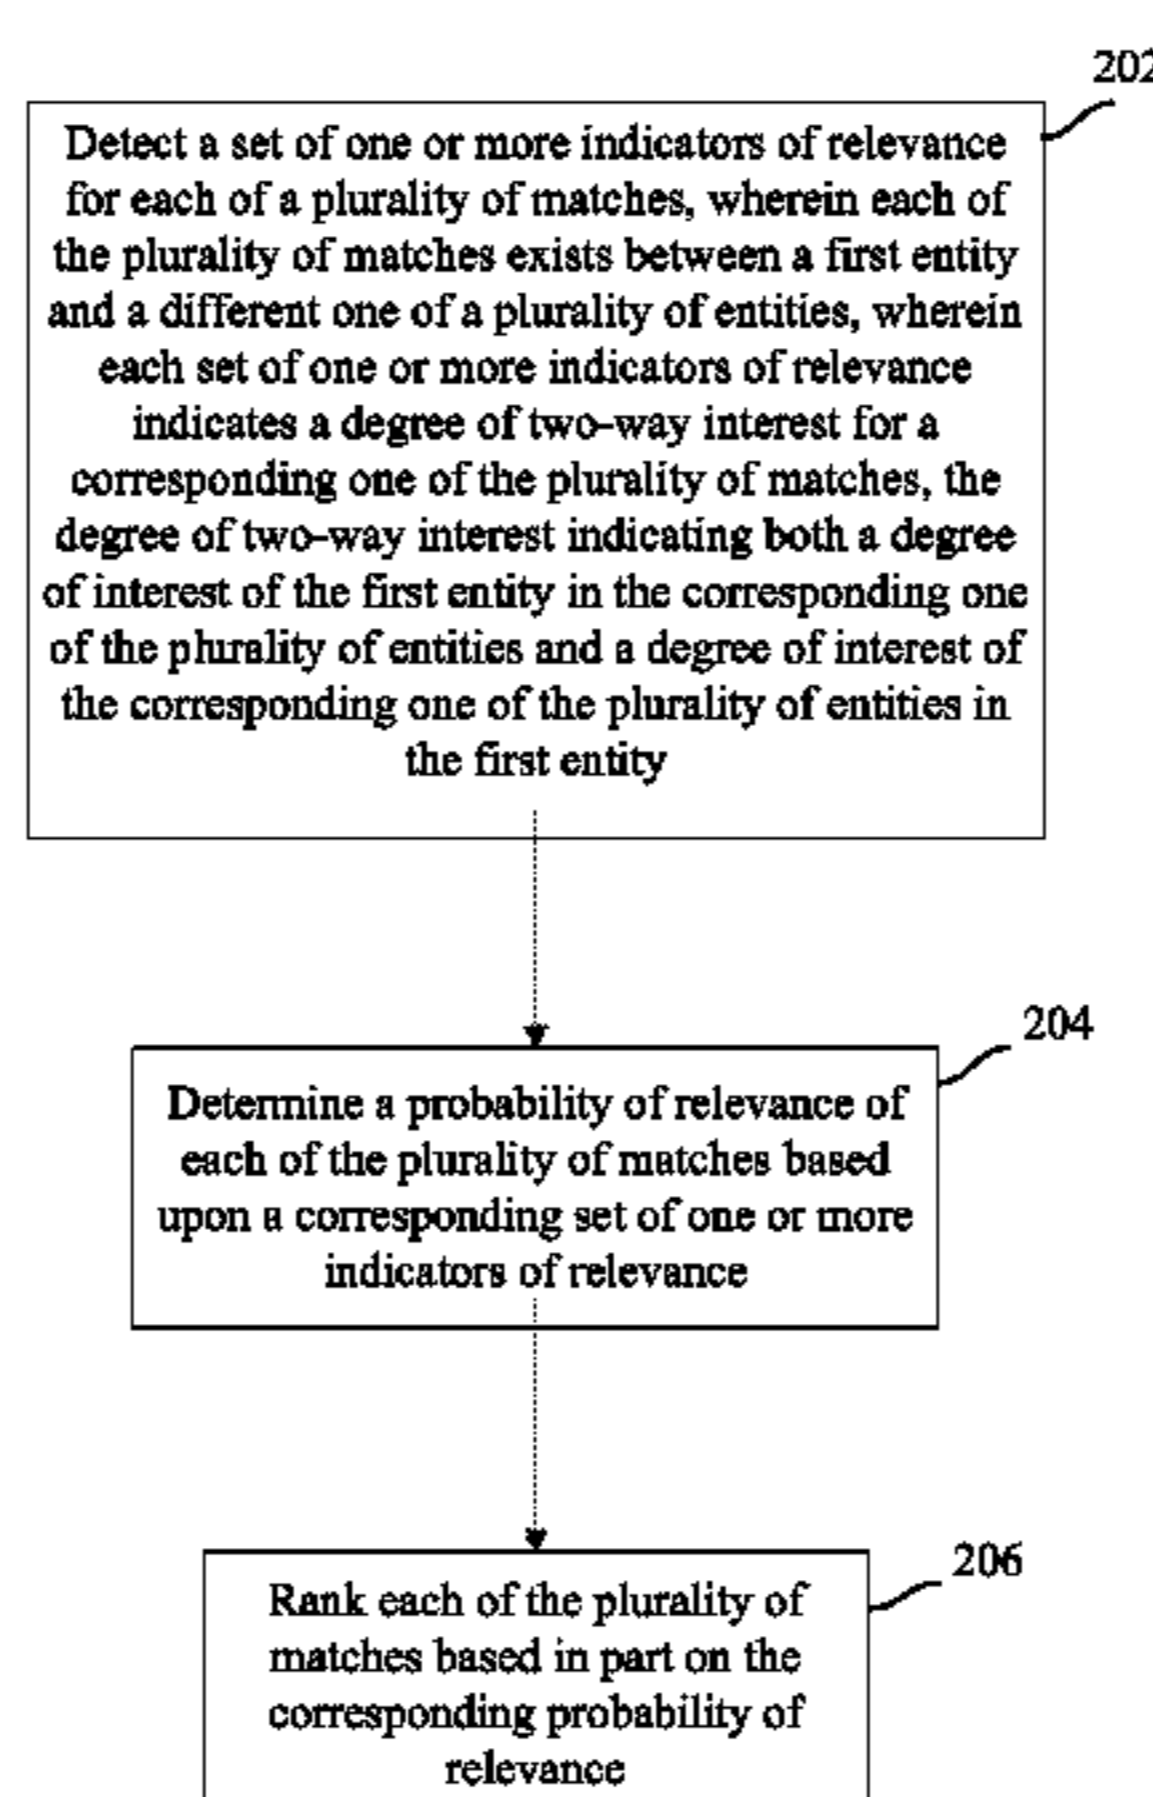 202
Detect a set of one or more indicators of relevance
for each of a plurality of matches, wherein each of
the plurality of matches exists between a first entity
and a different one of a plurality of entities, wherein
each set of one or more indicators of relevance
indicates a degree of two-way interest for a
corresponding one of the plurality of matches, the
degree of two-way interest indicating both a degree
of interest of the first entity in the corresponding one
of the plurality of entities and a degree of interest of
the corresponding one of the plurality of entities in
the first entity
204
Determine a probability of relevance of
each of the plurality of matches based
upon a corresponding set of one or more
indicators of relevance
206
Rank each of the plurality of
matches based in part on the
corresponding probability of
relevance